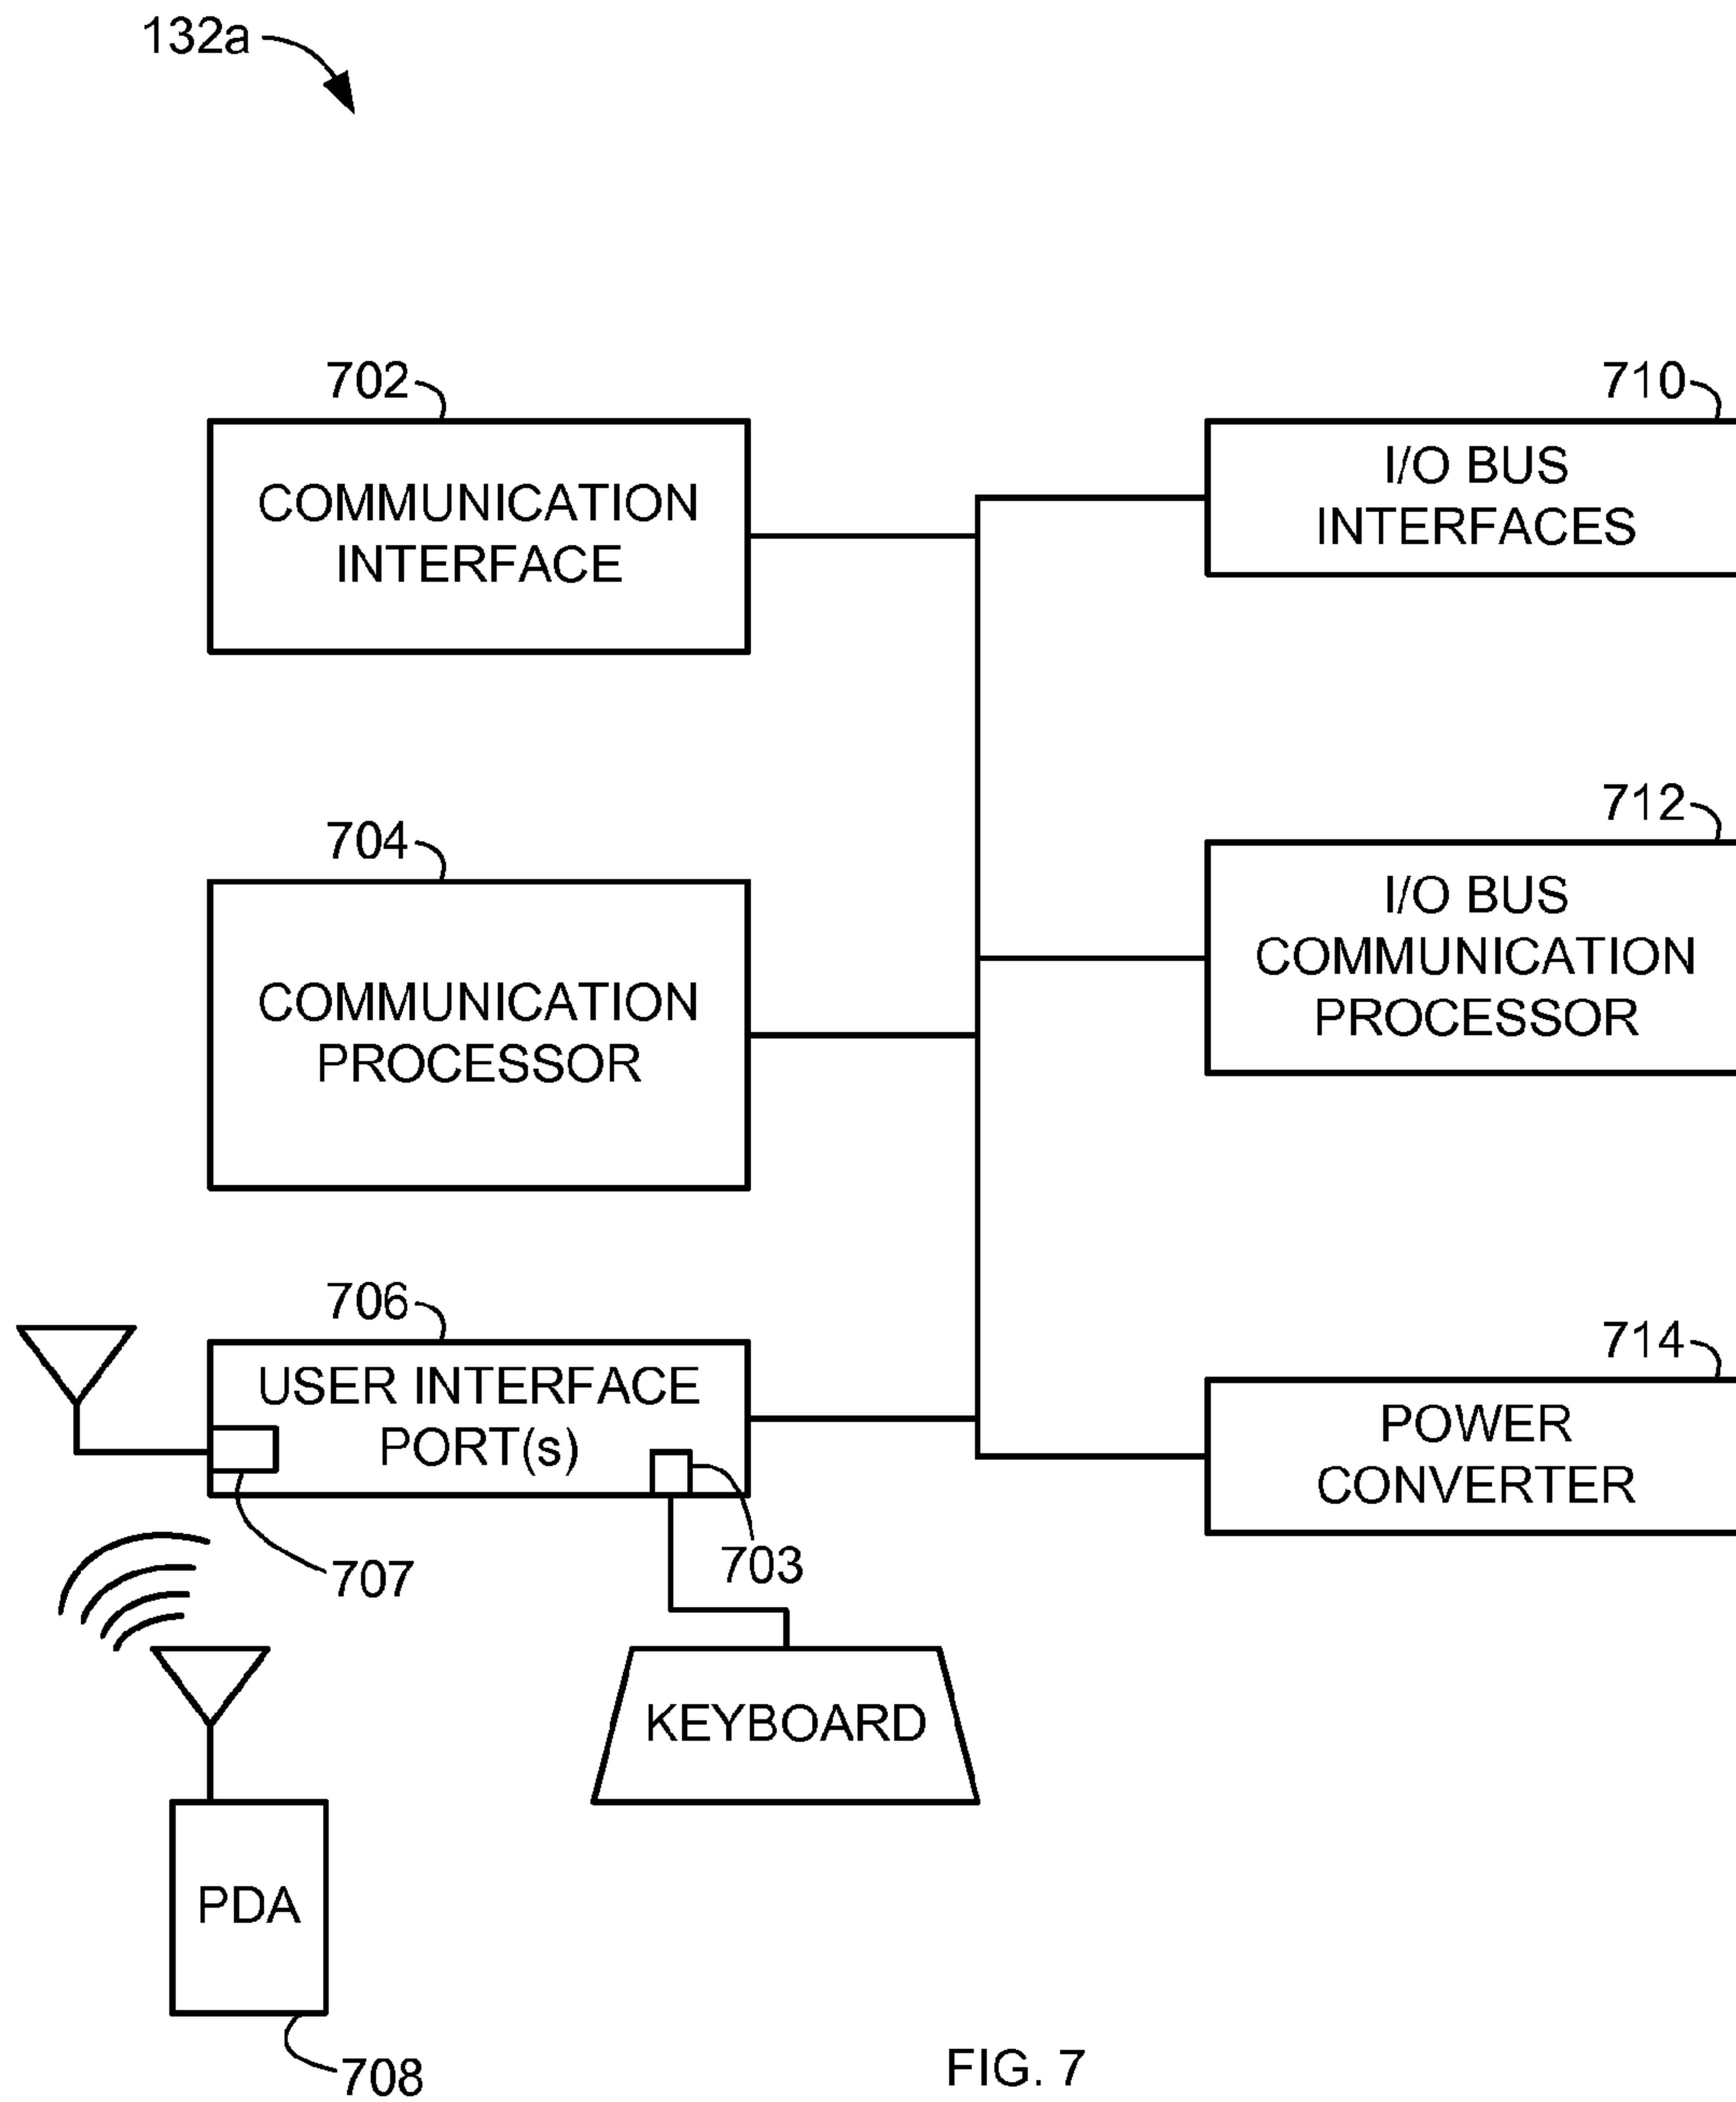 132a
702
COMMUNICATION
INTERFACE
710
I/O BUS
INTERFACES
704
COMMUNICATION
PROCESSOR
712
I/O BUS
COMMUNICATION
PROCESSOR
706
USER INTERFACE
PORT(s)
714
POWER
CONVERTER
707
703
KEYBOARD
PDA
708
FIG. 7